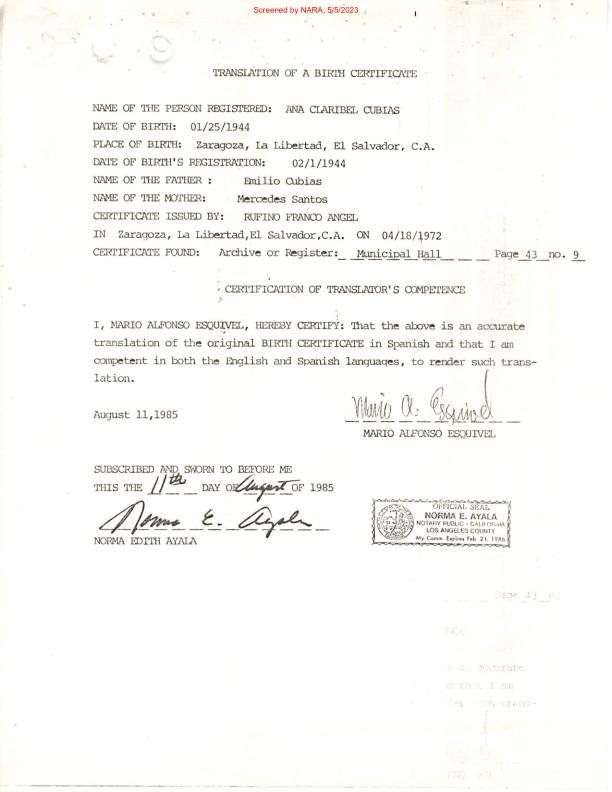 Screened by NARA, 5/5/2023
TRANSLATION OF A BIRTH CERTIFICATE
NAME OF THE PERSON REGISTERED: ANA CLARIBEL CUBIAS
DATE OF BIRTH: 01/25/1944
PLACE OF BIRTH: Zaragoza, La Libertad, El Salvador, C.A.
DATE OF BIRTH'S REGISTRATION: 02/1/1944
NAME OF THE FATHER : Emilio Cubias
NAME OF THE MOTHER: Mercedes Santos
CERTIFICATE ISSUED BY: RUFINO FRANCO ANGEL
IN Zaragoza, La Libertad,El Salvador,C.A. ON 04/18/1972
CERTIFICATE FOUND: Archive or Register: Municipal Hall Page 43 no. 9
CERTIFICATION OF TRANSLATOR'S COMPETENCE
I, MARIO ALFONSO ESQUIVEL, HEREBY CERTIFY: That the above is an accurate
translation of the original BIRTH CERTIFICATE in Spanish and that I am
competent in both the English and Spanish languages, to render such trans-
lation.
August 11,1985
Mario A. Esquivel
MARIO ALFONSO ESQUIVEL
SUBSCRIBED AND SWORN TO BEFORE ME
THIS THE 11th DAY OF August OF 1985
Norma E. Ayala
NORMA EDITH AYALA
OFFICIAL SEAL
NORMA E. AYALA
NOTARY PUBLIC - CALIFORNIA
LOS ANGELES COUNTY
My Comm. Expires Feb. 21, 1986
Page 43 no
an accurate
I am
trans-